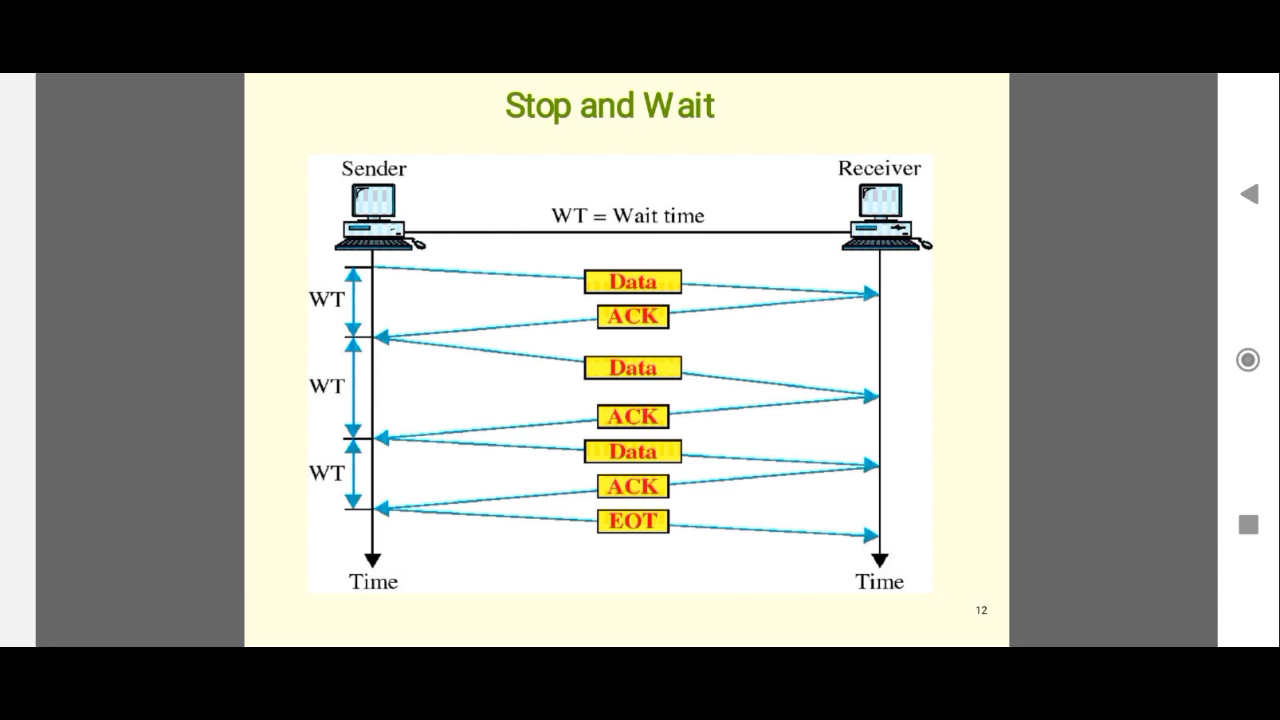 Stop and Wait
Sender
Receiver
WT = Wait time
Data
WT
ACK
Data
WT
ACK
Data
WT
ACK
EOT
Time
Time
12